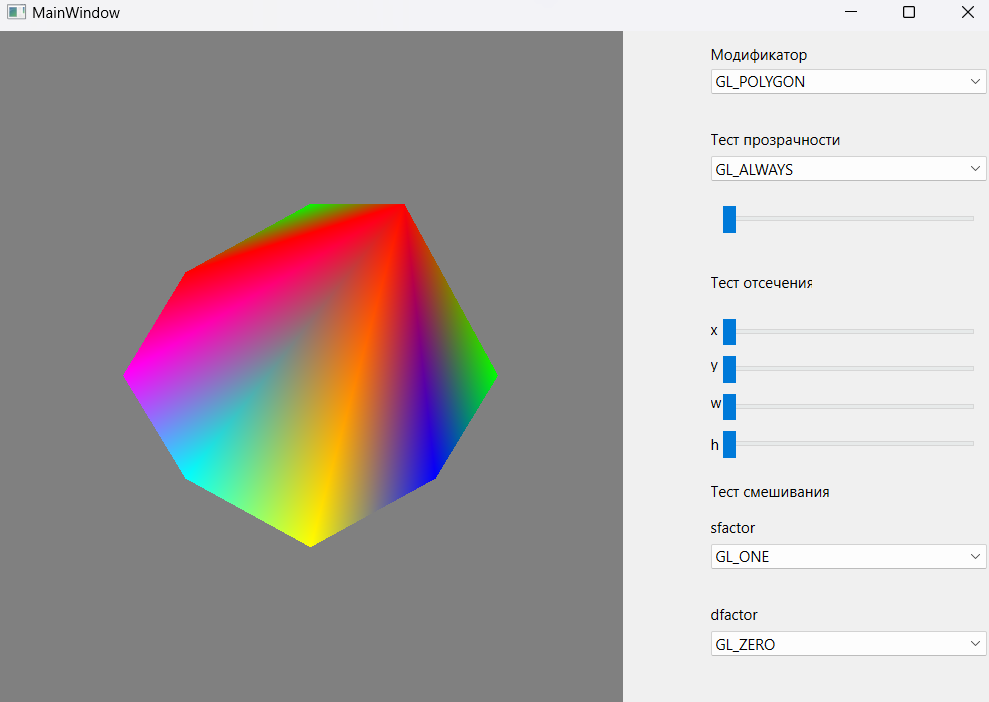 MainWindow
Модификатор
GL_POLYGON
Тест прозрачности
GL_ALWAYS
Тест отсечения
x
y
w
h
Тест смешивания
sfactor
GL_ONE
dfactor
GL_ZERO